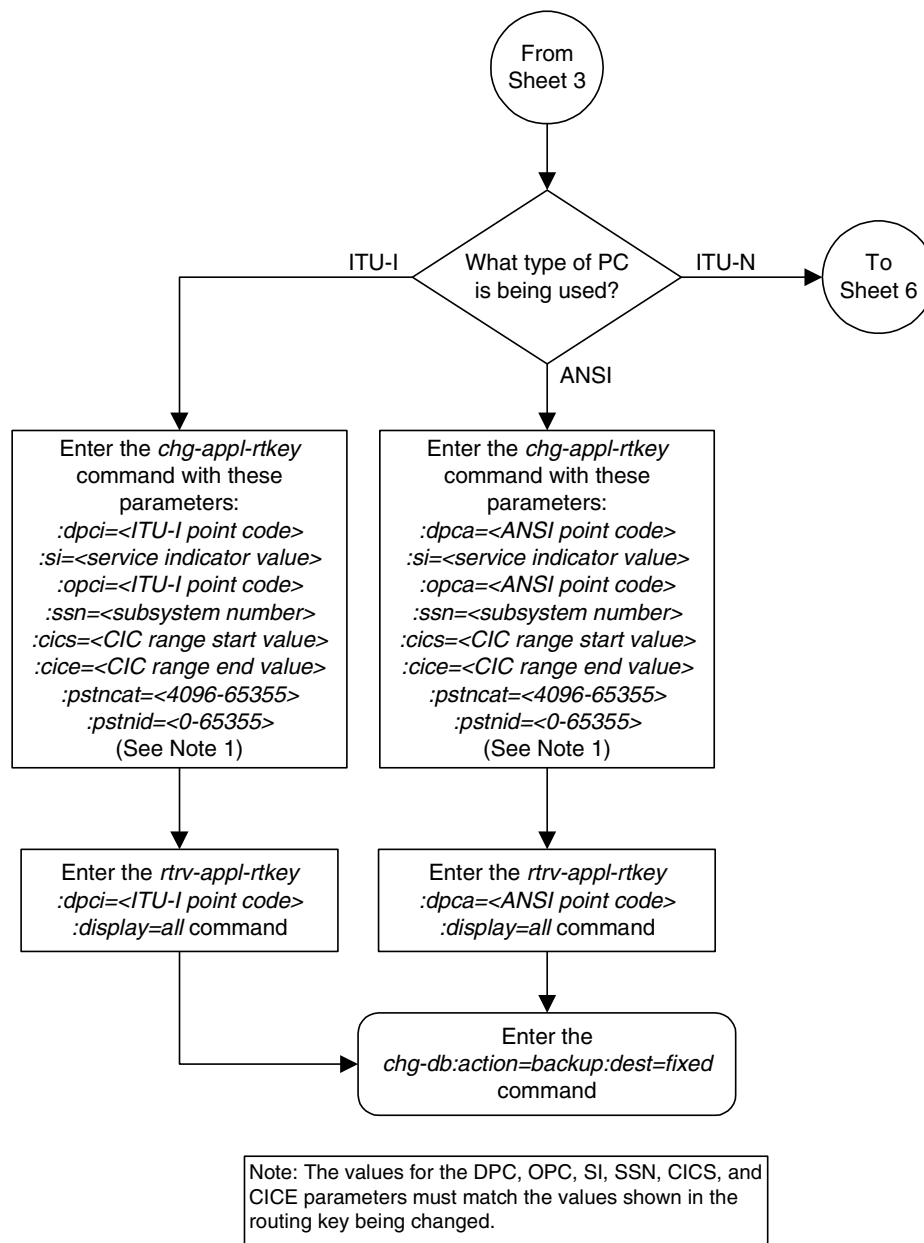 From
Sheet 3
ITU-I
What type of PC
is being used?
ITU-N
To
Sheet 6
ANSI
Enter the chg-appl-rtkey
command with these
parameters:
:dpci=<ITU-I point code>
:si=<service indicator value>
:opci=<ITU-I point code>
:ssn=<subsystem number>
:cics=<CIC range start value>
:cice=<CIC range end value>
:pstncat=<4096-65355>
:pstnid=<0-65355>
(See Note 1)
Enter the chg-appl-rtkey
command with these
parameters:
:dpca=<ANSI point code>
:si=<service indicator value>
:opca=<ANSI point code>
:ssn=<subsystem number>
:cics=<CIC range start value>
:cice=<CIC range end value>
:pstncat=<4096-65355>
:pstnid=<0-65355>
(See Note 1)
Enter the rtrv-appl-rtkey
:dpci=<ITU-I point code>
:display=all command
Enter the rtrv-appl-rtkey
:dpca=<ANSI point code>
:display=all command
Enter the
chg-db:action=backup:dest=fixed
command
Note: The values for the DPC, OPC, SI, SSN, CICS, and
CICE parameters must match the values shown in the
routing key being changed.